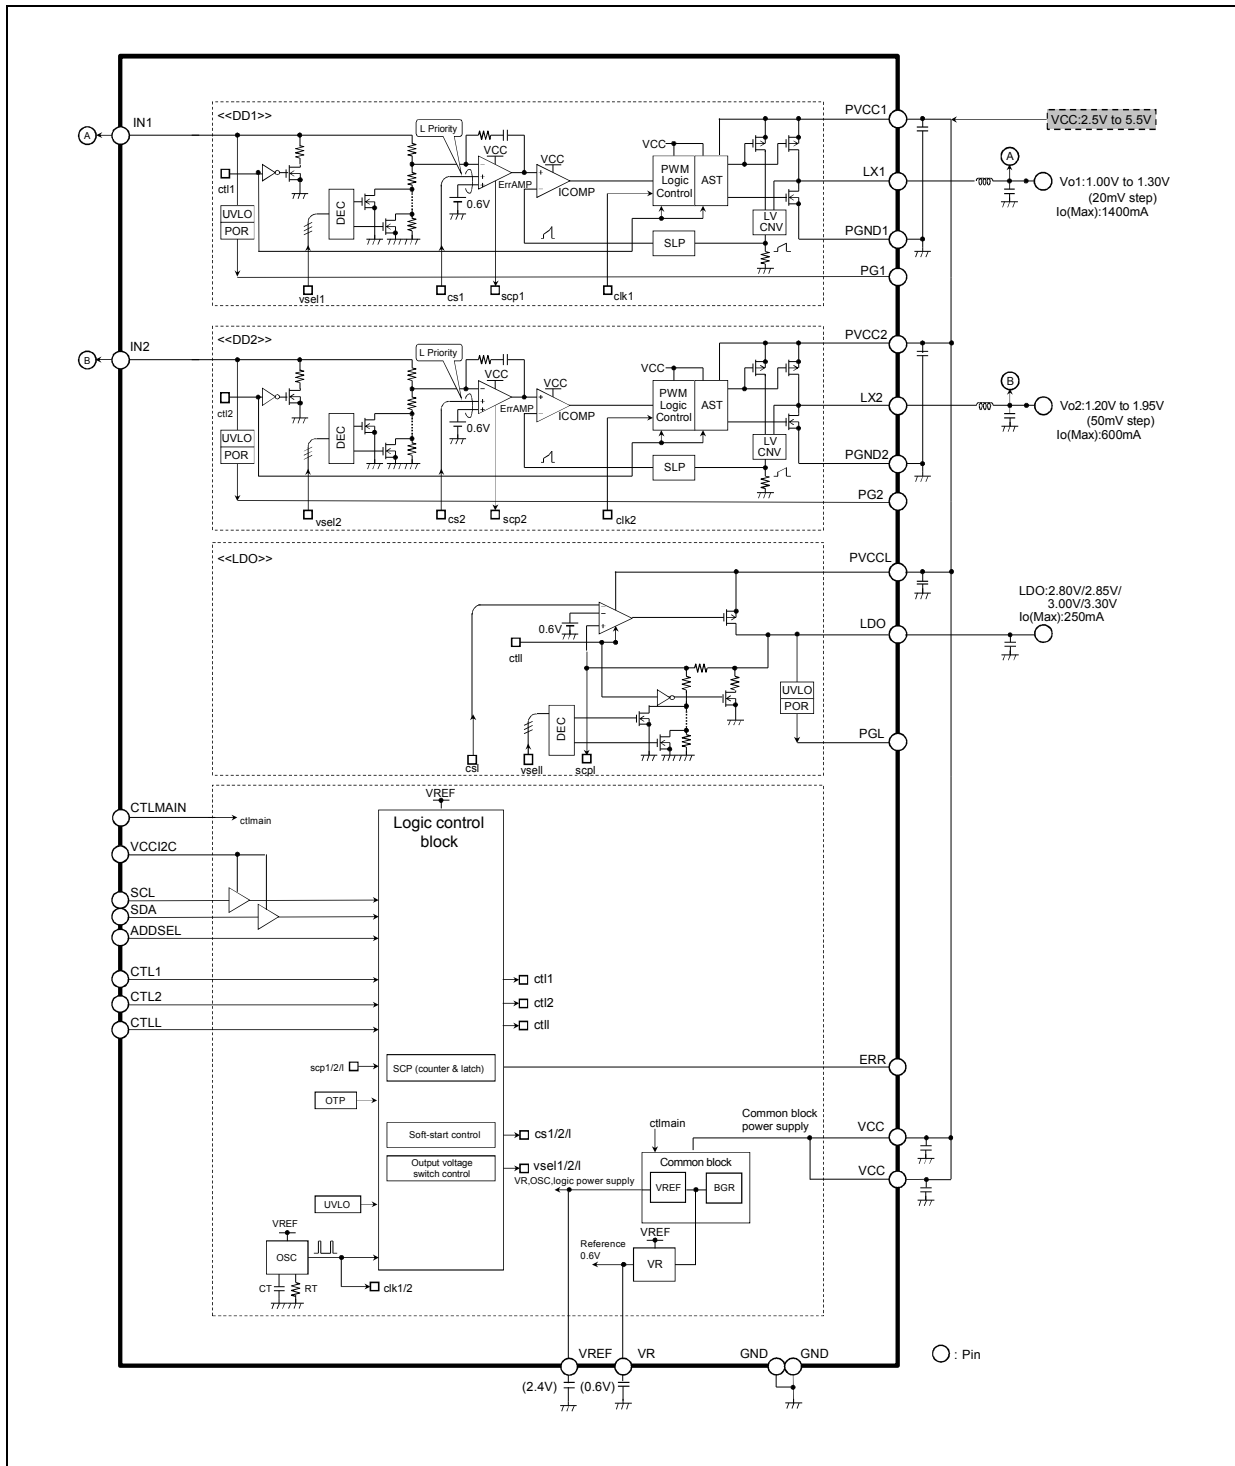 <<DD1>>
IN1
A
ctl1
UVLO
POR
DEC
vsel1
L Priority
VCC
ErrAMP
0.6V
cs1
scp1
VCC
ICOMP
VCC
PWM
Logic
Control
AST
SLP
LV
CNV
clk1
PVCC1
VCC:2.5V to 5.5V
A
LX1
Vo1:1.00V to 1.30V
(20mV step)
Io(Max):1400mA
PGND1
PG1
<<DD2>>
IN2
B
ctl2
UVLO
POR
DEC
vsel2
L Priority
VCC
ErrAMP
0.6V
cs2
scp2
VCC
ICOMP
VCC
PWM
Logic
Control
AST
SLP
LV
CNV
clk2
PVCC2
B
LX2
Vo2:1.20V to 1.95V
(50mV step)
Io(Max):600mA
PGND2
PG2
<<LDO>>
PVCCL
0.6V
ctll
LDO:2.80V/2.85V/
3.00V/3.30V
Io(Max):250mA
LDO
UVLO
POR
DEC
PGL
csl
vsell
scpl
CTLMAIN
ctlmain
VCCI2C
SCL
SDA
ADDSEL
CTL1
CTL2
CTLL
VREF
Logic control
block
ctl1
ctl2
ctll
scp1/2/l
SCP (counter & latch)
ERR
OTP
Soft-start control
cs1/2/l
Output voltage
switch control
vsel1/2/l
UVLO
VREF
OSC
CT
RT
clk1/2
ctlmain
Common block
power supply
VCC
VCC
Common block
VREF
BGR
VR,OSC,logic power supply
VREF
VR
Reference
0.6V
VREF
VR
GND
GND
(2.4V)
(0.6V)
: Pin